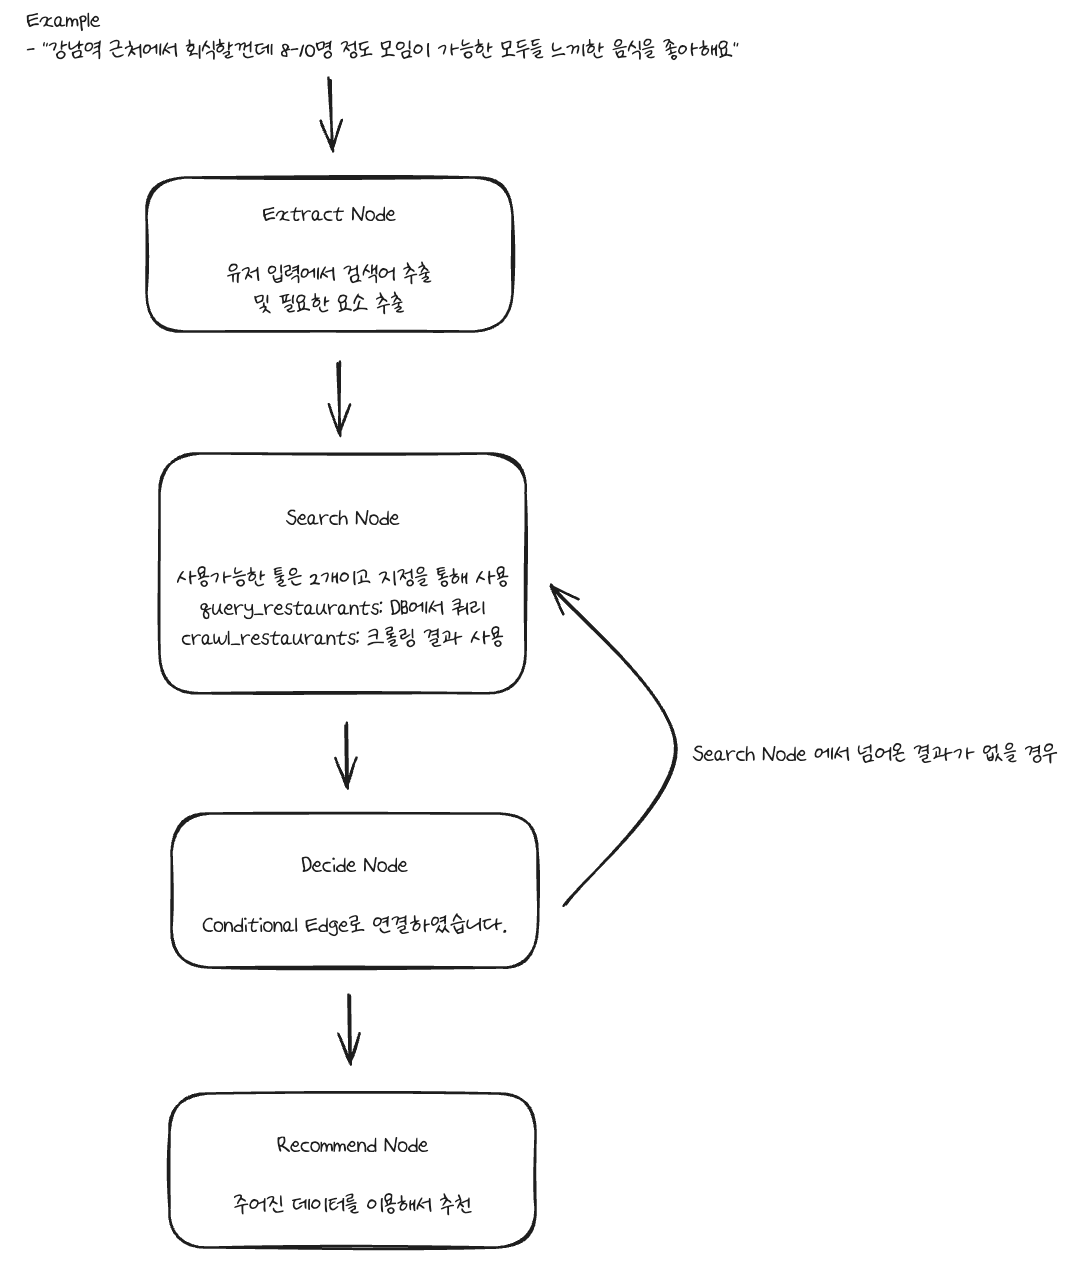 Example
- "강남역 근처에서 회식할껀데 8-10명 정도 모임이 가능한 모두들 느끼한 음식을 좋아해요"
Extract Node
유저 입력에서 검색어 추출
및 필요한 요소 추출
Search Node
사용가능한 툴은 2개이고 지정을 통해 사용
query_restaurants: DB에서 쿼리
crawl_restaurants: 크롤링 결과 사용
Search Node 에서 넘어온 결과가 없을 경우
Decide Node
Conditional Edge로 연결하였습니다.
Recommend Node
주어진 데이터를 이용해서 추천